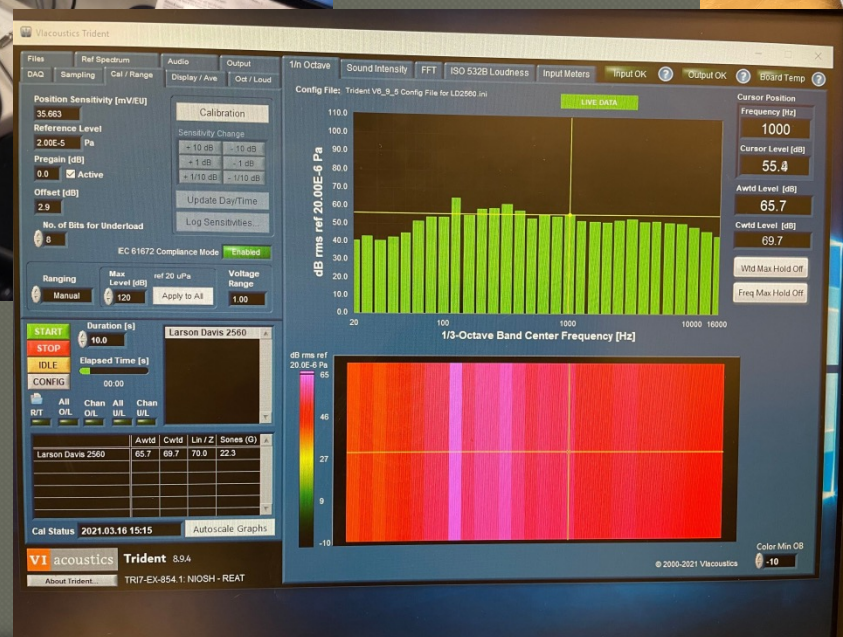 Viacoustics Trident
Files Ref Spectrum Audio Output
DAQ Sampling Cal / Range Display / Ave Oct / Loud
Position Sensitivity [mV/EU]
35.663
Reference Level
2.00E-5 Pa
Pregain [dB]
0.0 Active
Offset [dB]
2.9
No. of Bits for Underload
8
Calibration
Sensitivity Change
+ 10 dB - 10 dB
+ 1 dB - 1 dB
+ 1/10 dB - 1/10 dB
Update Day/Time
Log Sensitivities...
IEC 61672 Compliance Mode Enabled
Ranging
Manual
Max Level [dB] ref 20 uPa
120
Apply to All
Voltage Range
1.00
START
STOP
IDLE
CONFIG
Duration [s]
10.0
Elapsed Time [s]
00:00
R/T All O/L Chan O/L All U/L Chan U/L
Larson Davis 2560
Awtd Cwtd Lin / Z Sones (G)
Larson Davis 2560 65.7 69.7 70.0 22.3
Cal Status 2021.03.16 15:15 Autoscale Graphs
VI acoustics Trident 8.9.4
About Trident... TRI7-EX-854.1: NIOSH - REAT
1/n Octave Sound Intensity FFT ISO 532B Loudness Input Meters Input OK ? Output OK ? Board Temp ?
Config File: Trident V8_9_5 Config File for LD2560.ini
LIVE DATA
dB rms ref 20.00E-6 Pa
110.0
100.0
90.0
80.0
70.0
60.0
50.0
40.0
30.0
20.0
10.0
0.0
20 100 1000 10000 16000
1/3-Octave Band Center Frequency [Hz]
Cursor Position
Frequency [Hz]
1000
Cursor Level [dB]
55.4
Awtd Level [dB]
65.7
Cwtd Level [dB]
69.7
Wtd Max Hold Off
Freq Max Hold Off
dB rms ref
20.0E-6 Pa
65
46
27
9
-10
Color Min OB
-10
© 2000-2021 Viacoustics